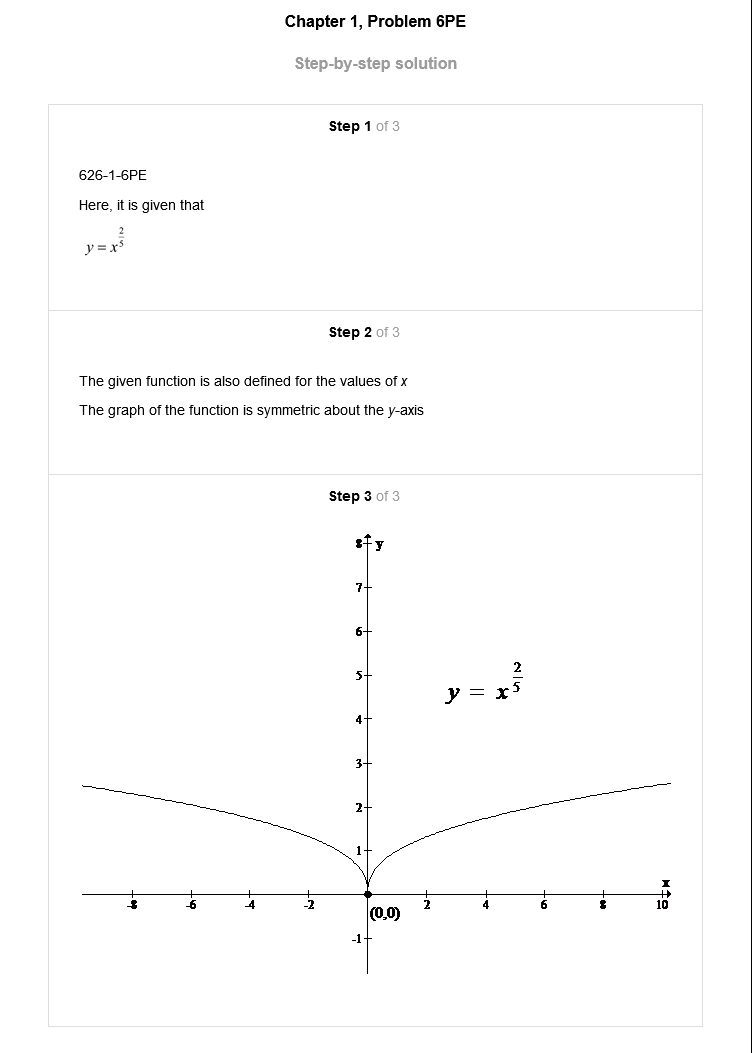 Chapter 1, Problem 6PE
Step-by-step solution
Step 1 of 3
626-1-6PE
Here, it is given that
y = x^(2/5)
Step 2 of 3
The given function is also defined for the values of x
The graph of the function is symmetric about the y-axis
Step 3 of 3
8 y
7
6
5
y = x^(2/5)
4
3
2
1
x
-8 -6 -4 -2 2 4 6 8 10
(0,0)
-1